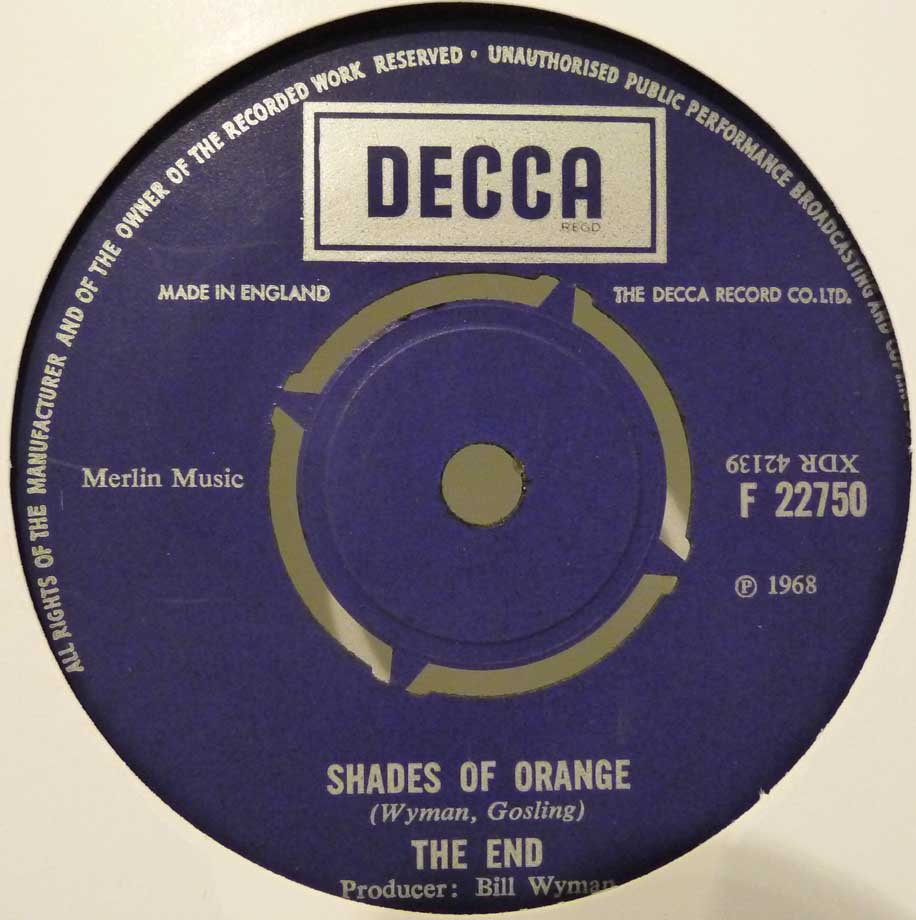 ALL RIGHTS OF THE MANUFACTURER AND OF THE OWNER OF THE RECORDED WORK RESERVED · UNAUTHORISED PUBLIC PERFORMANCE BROADCASTING AND
DECCA
REGD
MADE IN ENGLAND
THE DECCA RECORD CO. LTD.
Merlin Music
XDR 42139
F 22750
℗ 1968
SHADES OF ORANGE
(Wyman, Gosling)
THE END
Producer: Bill Wyman